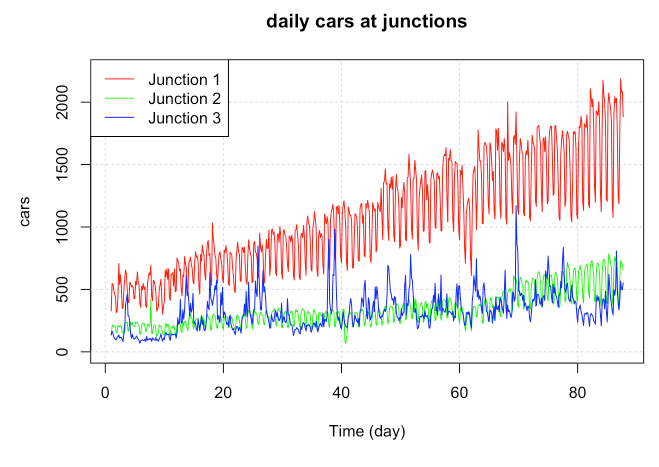 daily cars at junctions
Junction 1
Junction 2
Junction 3
2000
1500
1000
500
0
cars
0 20 40 60 80
Time (day)